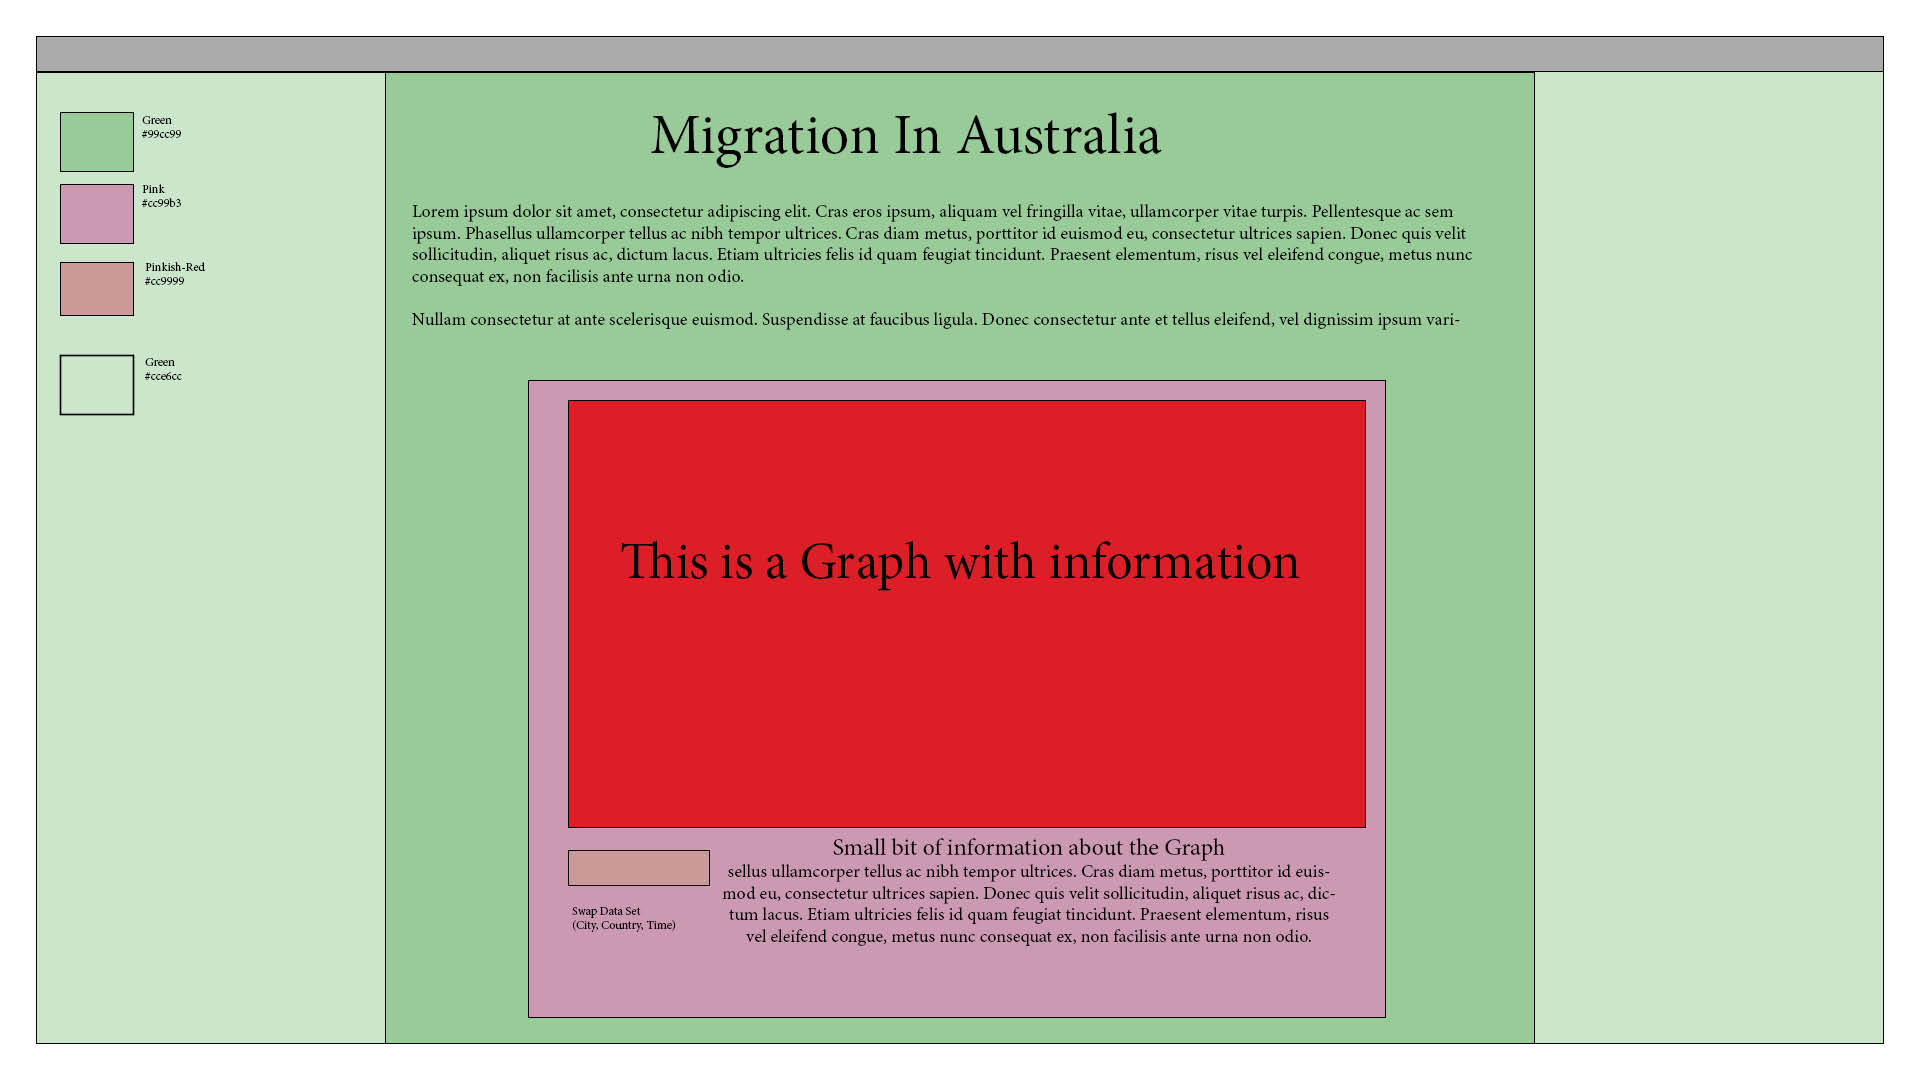 Green
#99cc99
Pink
#cc99b3
Pinkish-Red
#cc9999
Green
#cce6cc
Migration In Australia
Lorem ipsum dolor sit amet, consectetur adipiscing elit. Cras eros ipsum, aliquam vel fringilla vitae, ullamcorper vitae turpis. Pellentesque ac sem
ipsum. Phasellus ullamcorper tellus ac nibh tempor ultrices. Cras diam metus, porttitor id euismod eu, consectetur ultrices sapien. Donec quis velit
sollicitudin, aliquet risus ac, dictum lacus. Etiam ultricies felis id quam feugiat tincidunt. Praesent elementum, risus vel eleifend congue, metus nunc
consequat ex, non facilisis ante urna non odio.
Nullam consectetur at ante scelerisque euismod. Suspendisse at faucibus ligula. Donec consectetur ante et tellus eleifend, vel dignissim ipsum vari-
This is a Graph with information
Small bit of information about the Graph
sellus ullamcorper tellus ac nibh tempor ultrices. Cras diam metus, porttitor id euis-
mod eu, consectetur ultrices sapien. Donec quis velit sollicitudin, aliquet risus ac, dic-
tum lacus. Etiam ultricies felis id quam feugiat tincidunt. Praesent elementum, risus
vel eleifend congue, metus nunc consequat ex, non facilisis ante urna non odio.
Swap Data Set
(City, Country, Time)